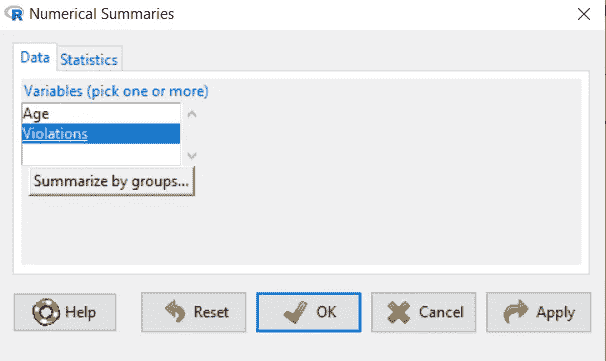 Numerical Summaries
Data Statistics
Variables (pick one or more)
Age
Violations
Summarize by groups...
Help Reset OK Cancel Apply